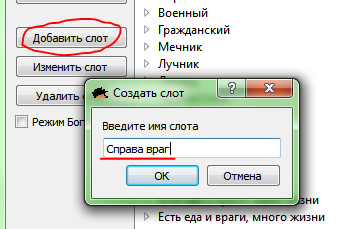 Военный
Добавить слот
Гражданский
Мечник
Лучник
Изменить слот
Создать слот
?
Удалить с
Режим Бог
Введите имя слота
Справа враг
OK
Отмена
зни
Есть еда и враги, много жизни